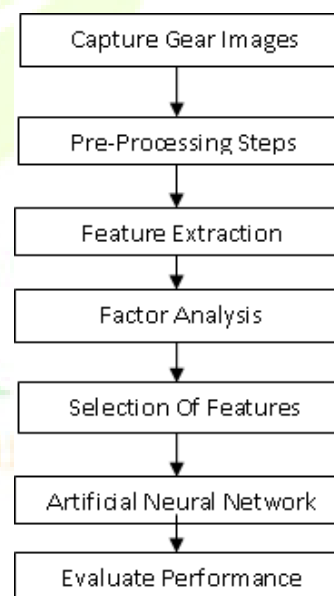 Capture Gear Images
Pre-Processing Steps
Feature Extraction
Factor Analysis
Selection Of Features
Artificial Neural Network
Evaluate Performance